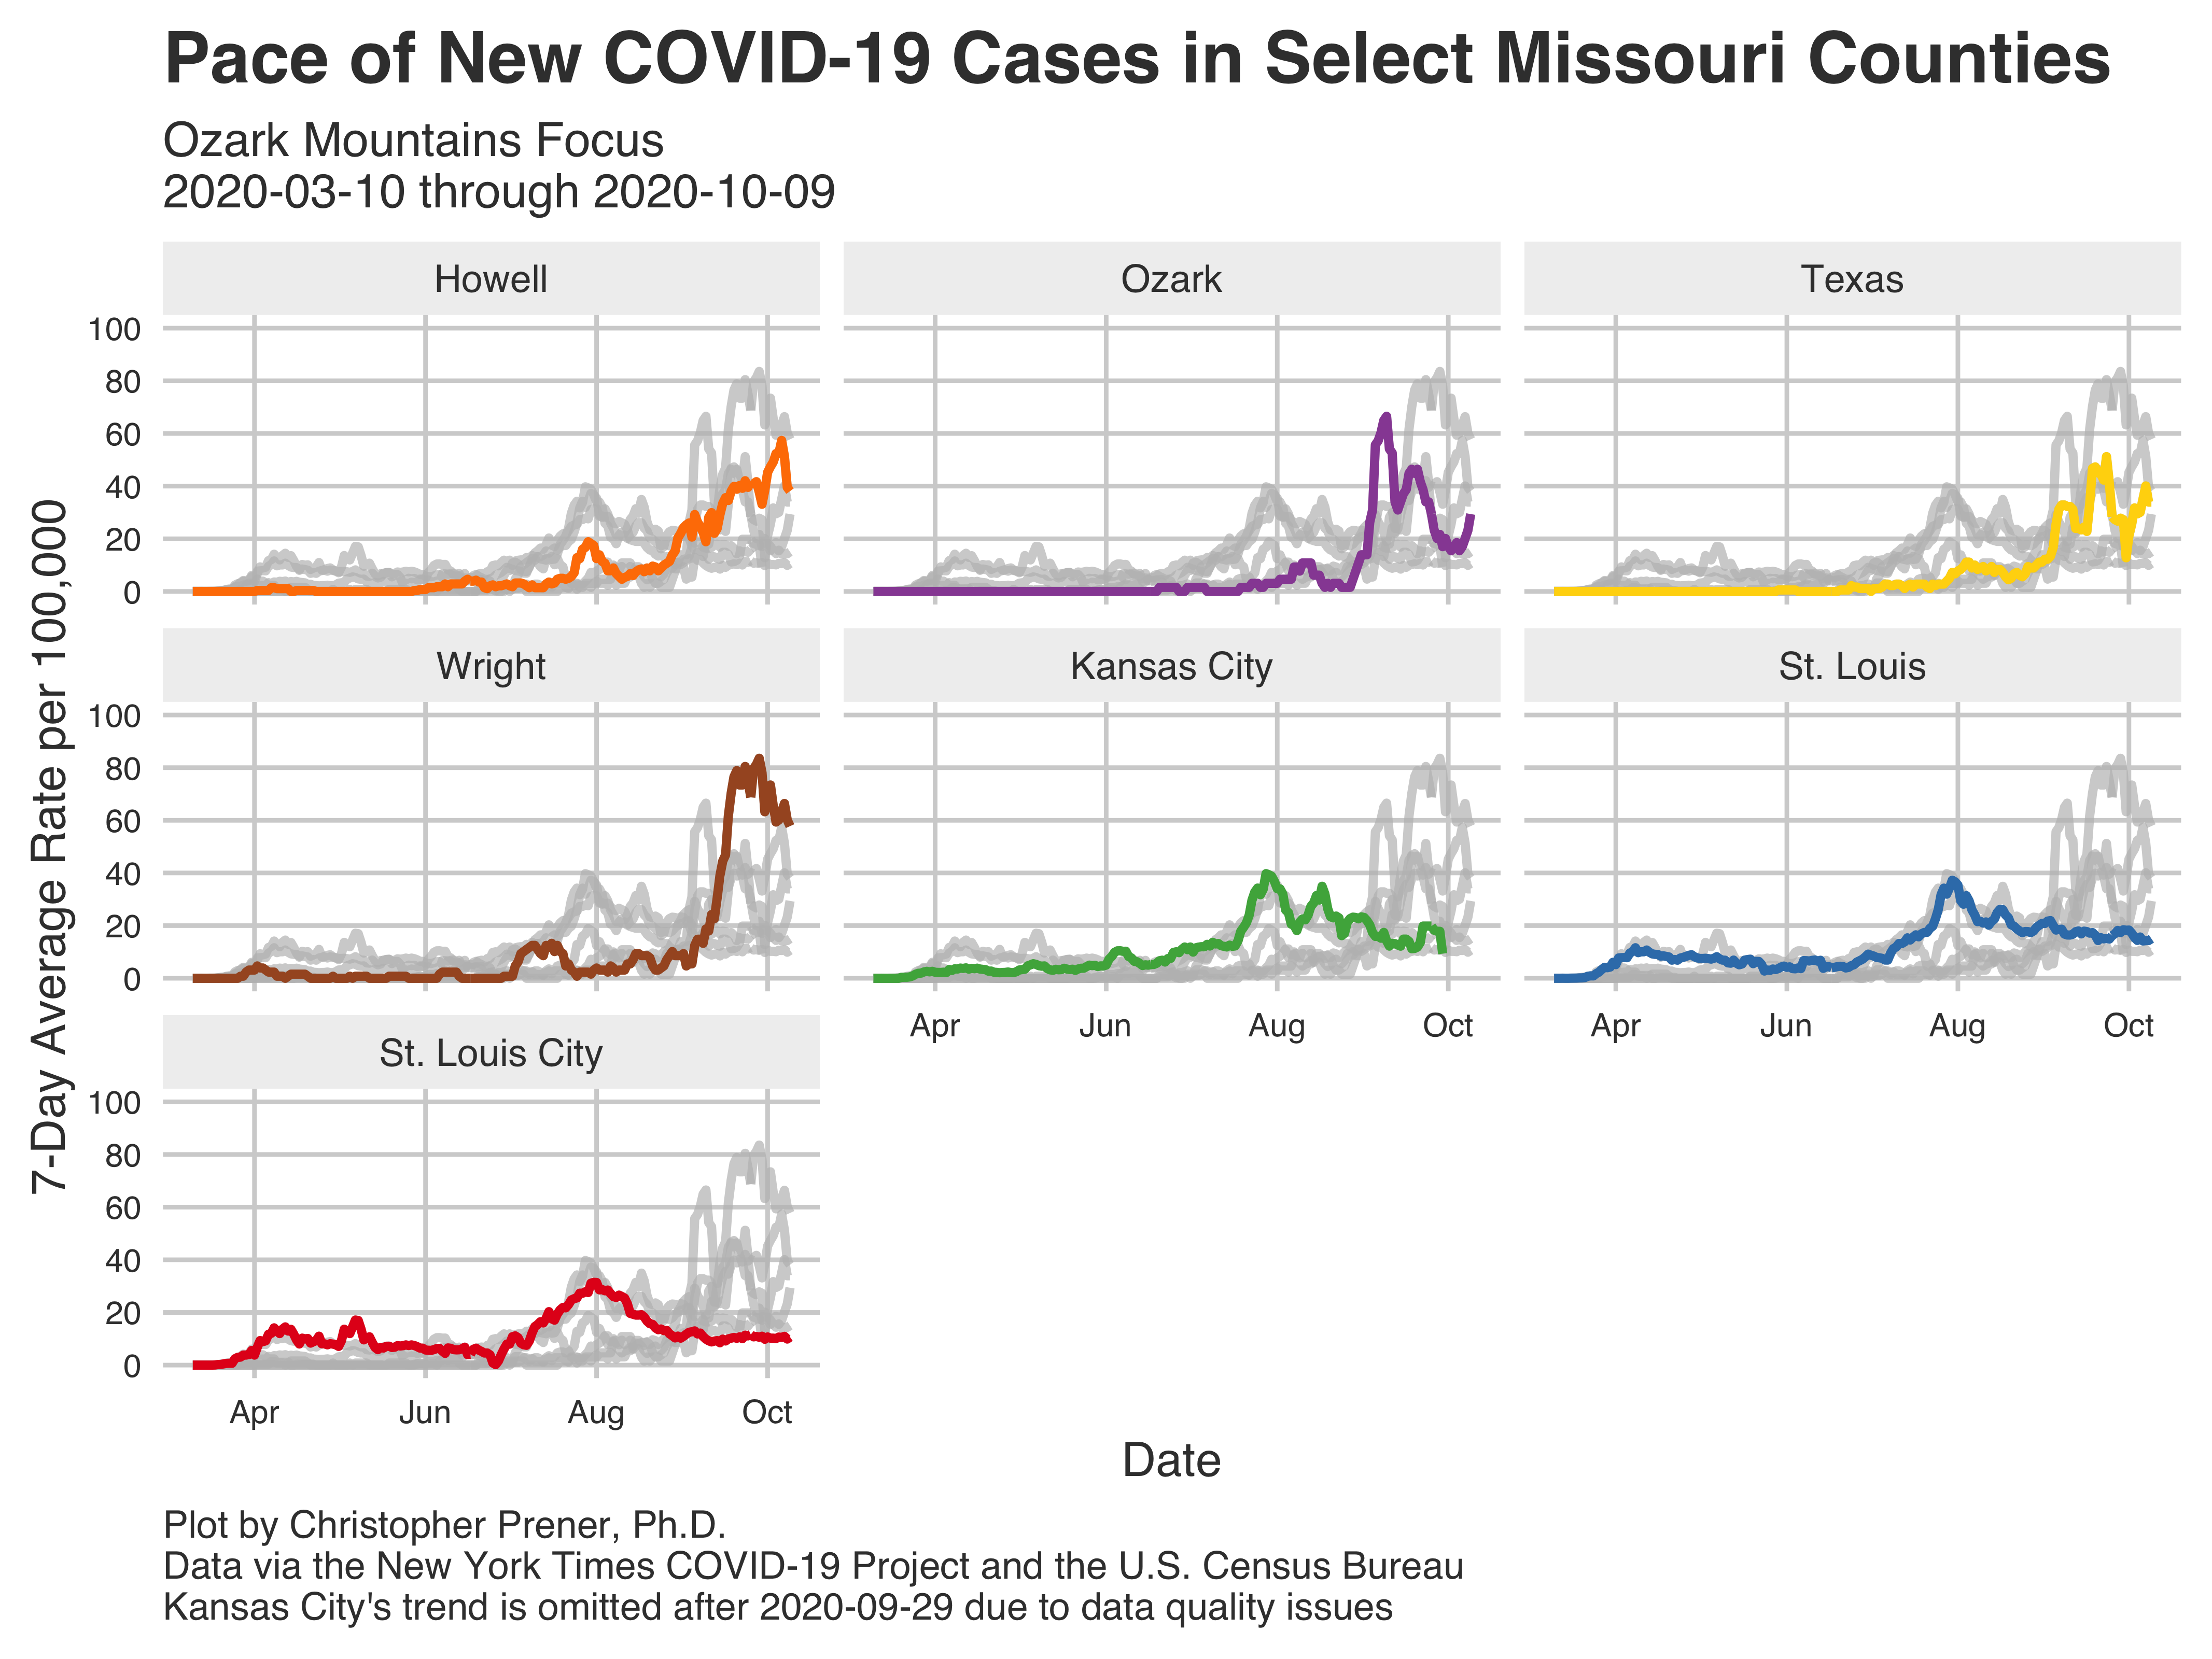 Pace of New COVID-19 Cases in Select Missouri Counties
Ozark Mountains Focus
2020-03-10 through 2020-10-09
7-Day Average Rate per 100,000
Howell
Ozark
Texas
100
80
60
40
20
0
Wright
Kansas City
St. Louis
100
80
60
40
20
0
Apr
Jun
Aug
Oct
Apr
Jun
Aug
Oct
St. Louis City
100
80
60
40
20
0
Apr
Jun
Aug
Oct
Date
Plot by Christopher Prener, Ph.D.
Data via the New York Times COVID-19 Project and the U.S. Census Bureau
Kansas City's trend is omitted after 2020-09-29 due to data quality issues